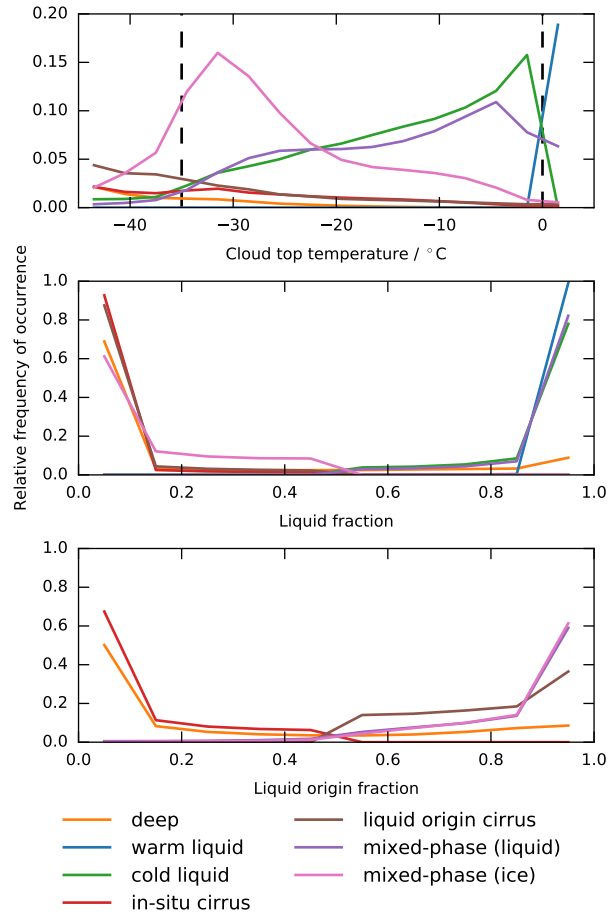 0.20
0.15
0.10
0.05
0.00
−40 −30 −20 −10 0
Cloud top temperature / °C
Relative frequency of occurrence
1.0
0.8
0.6
0.4
0.2
0.0
0.0 0.2 0.4 0.6 0.8 1.0
Liquid fraction
1.0
0.8
0.6
0.4
0.2
0.0
0.0 0.2 0.4 0.6 0.8 1.0
Liquid origin fraction
deep
warm liquid
cold liquid
in-situ cirrus
liquid origin cirrus
mixed-phase (liquid)
mixed-phase (ice)